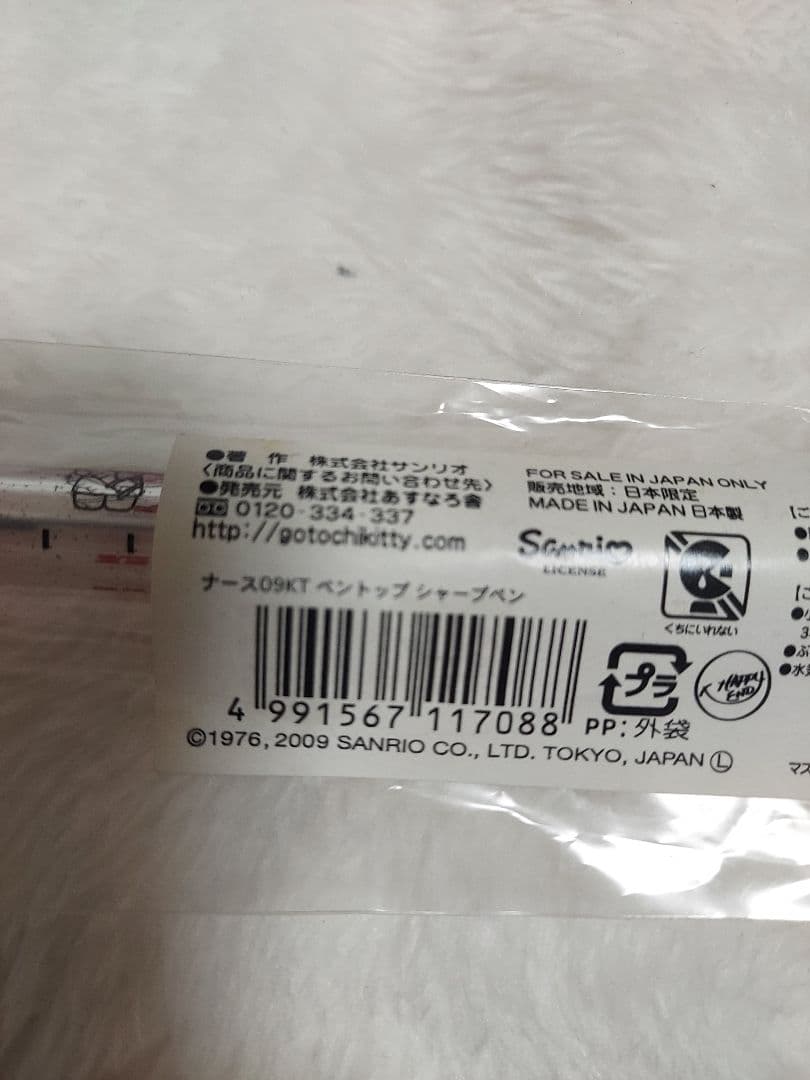 ●著 作 株式会社サンリオ
〈商品に関するお問い合わせ先〉
●発売元 株式会社あすなろ舎
0120-334-337
http://gotochikitty.com
FOR SALE IN JAPAN ONLY
販売地域：日本限定
MADE IN JAPAN 日本製
Sanrio
LICENSE
くちにいれない
ナース09KT ペントップ シャープペン
4 991567 117088
プラ
HAPPY END
PP：外袋
©1976, 2009 SANRIO CO., LTD. TOKYO, JAPAN Ⓛ
マス